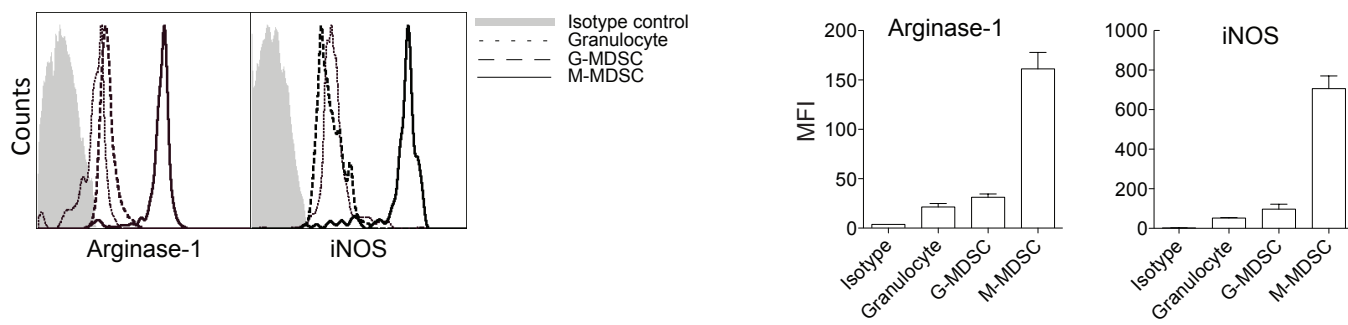 Isotype control
Granulocyte
G-MDSC
M-MDSC
Counts
Arginase-1
iNOS
Arginase-1
MFI
200
150
100
50
0
Isotype
Granulocyte
G-MDSC
M-MDSC
iNOS
1000
800
600
400
200
0
Isotype
Granulocyte
G-MDSC
M-MDSC